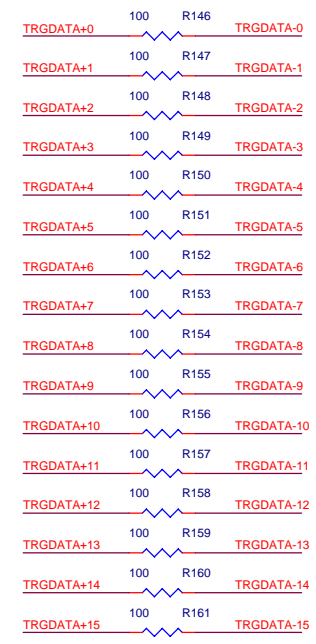 TRGDATA+0 100 R146 TRGDATA-0
TRGDATA+1 100 R147 TRGDATA-1
TRGDATA+2 100 R148 TRGDATA-2
TRGDATA+3 100 R149 TRGDATA-3
TRGDATA+4 100 R150 TRGDATA-4
TRGDATA+5 100 R151 TRGDATA-5
TRGDATA+6 100 R152 TRGDATA-6
TRGDATA+7 100 R153 TRGDATA-7
TRGDATA+8 100 R154 TRGDATA-8
TRGDATA+9 100 R155 TRGDATA-9
TRGDATA+10 100 R156 TRGDATA-10
TRGDATA+11 100 R157 TRGDATA-11
TRGDATA+12 100 R158 TRGDATA-12
TRGDATA+13 100 R159 TRGDATA-13
TRGDATA+14 100 R160 TRGDATA-14
TRGDATA+15 100 R161 TRGDATA-15